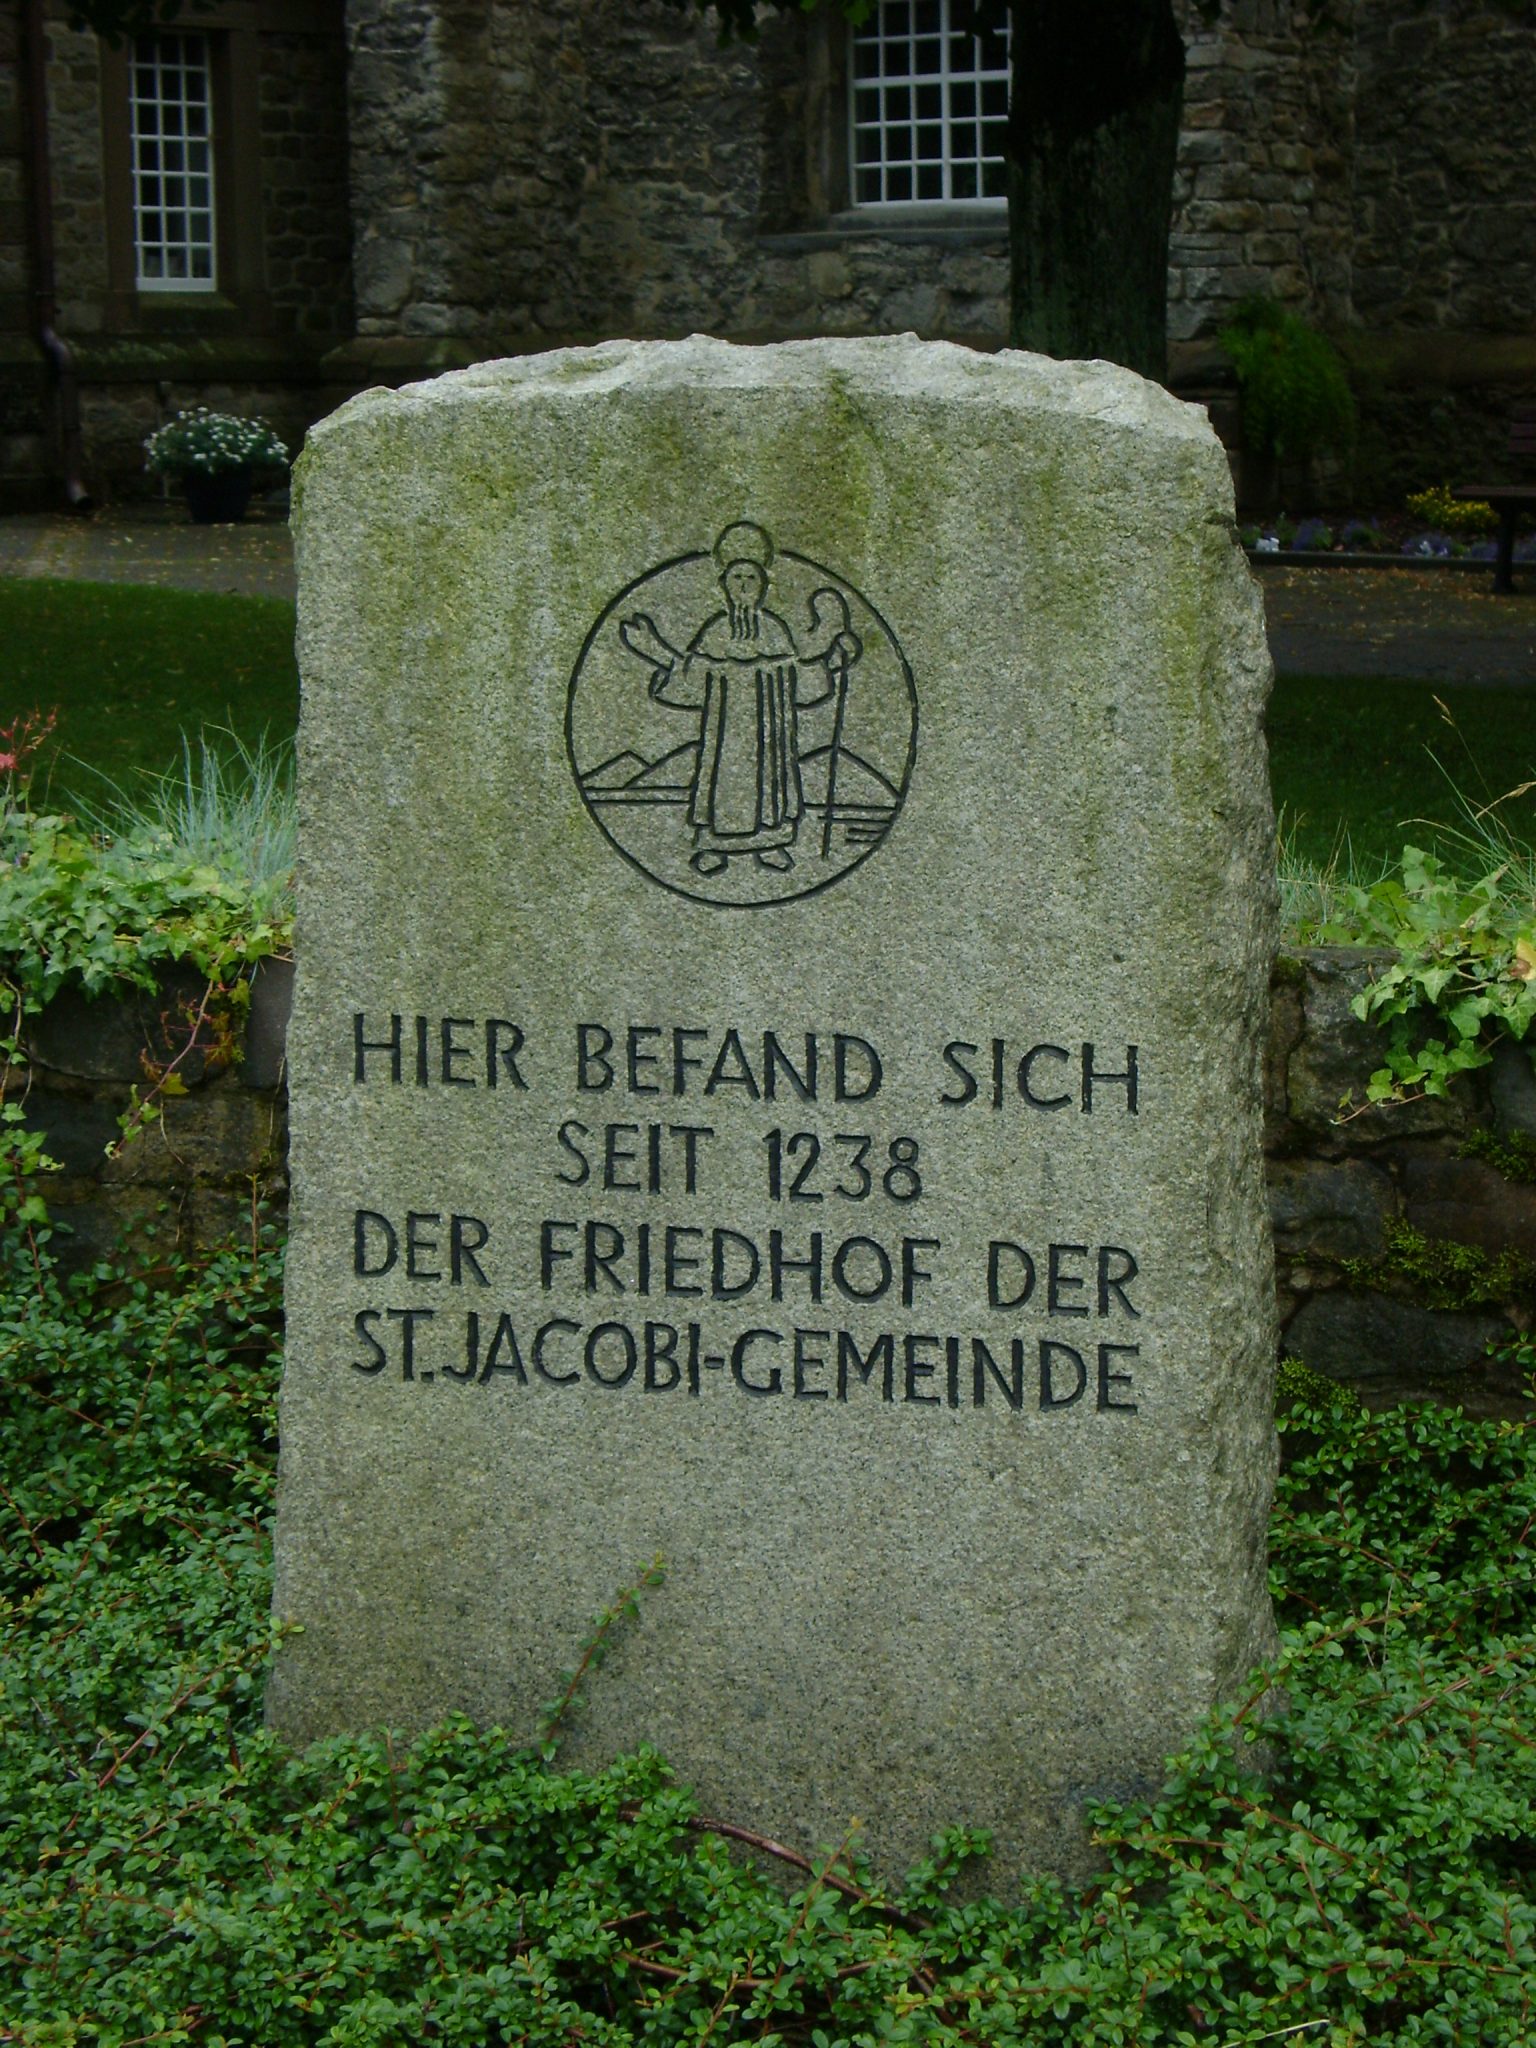 HIER BEFAND SICH
SEIT 1238
DER FRIEDHOF DER
ST.JACOBI-GEMEINDE